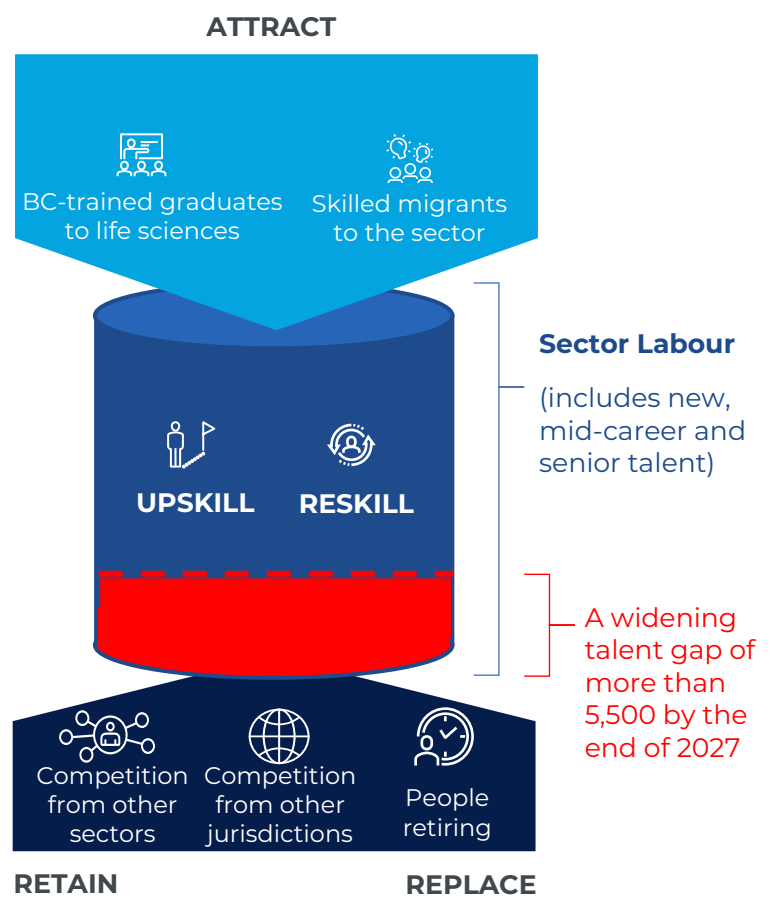 ATTRACT
BC-trained graduates
to life sciences
Skilled migrants
to the sector
Sector Labour
(includes new,
mid-career and
senior talent)
UPSKILL
RESKILL
A widening
talent gap of
more than
5,500 by the
end of 2027
Competition
from other
sectors
Competition
from other
jurisdictions
People
retiring
RETAIN
REPLACE